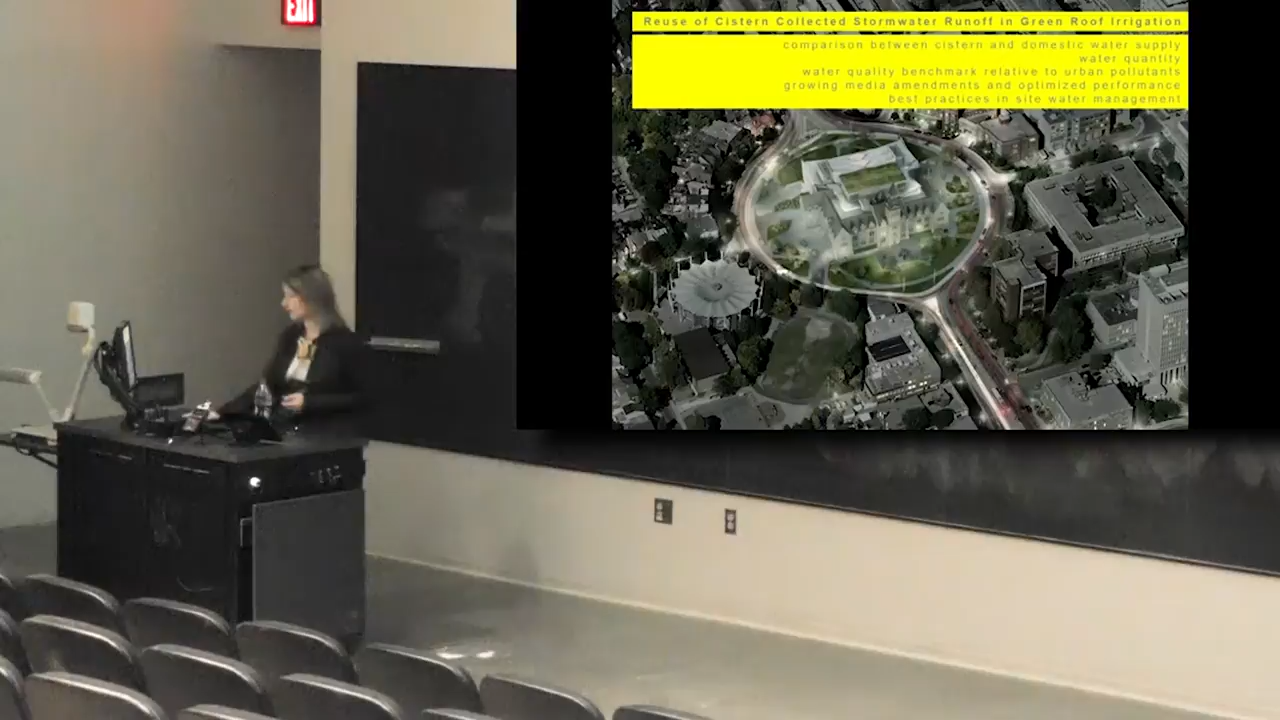 EXIT
Reuse of Cistern Collected Stormwater Runoff in Green Roof Irrigation
comparison between cistern and domestic water supply
water quantity
water quality benchmark relative to urban pollutants
growing media amendments and optimized performance
best practices in site water management